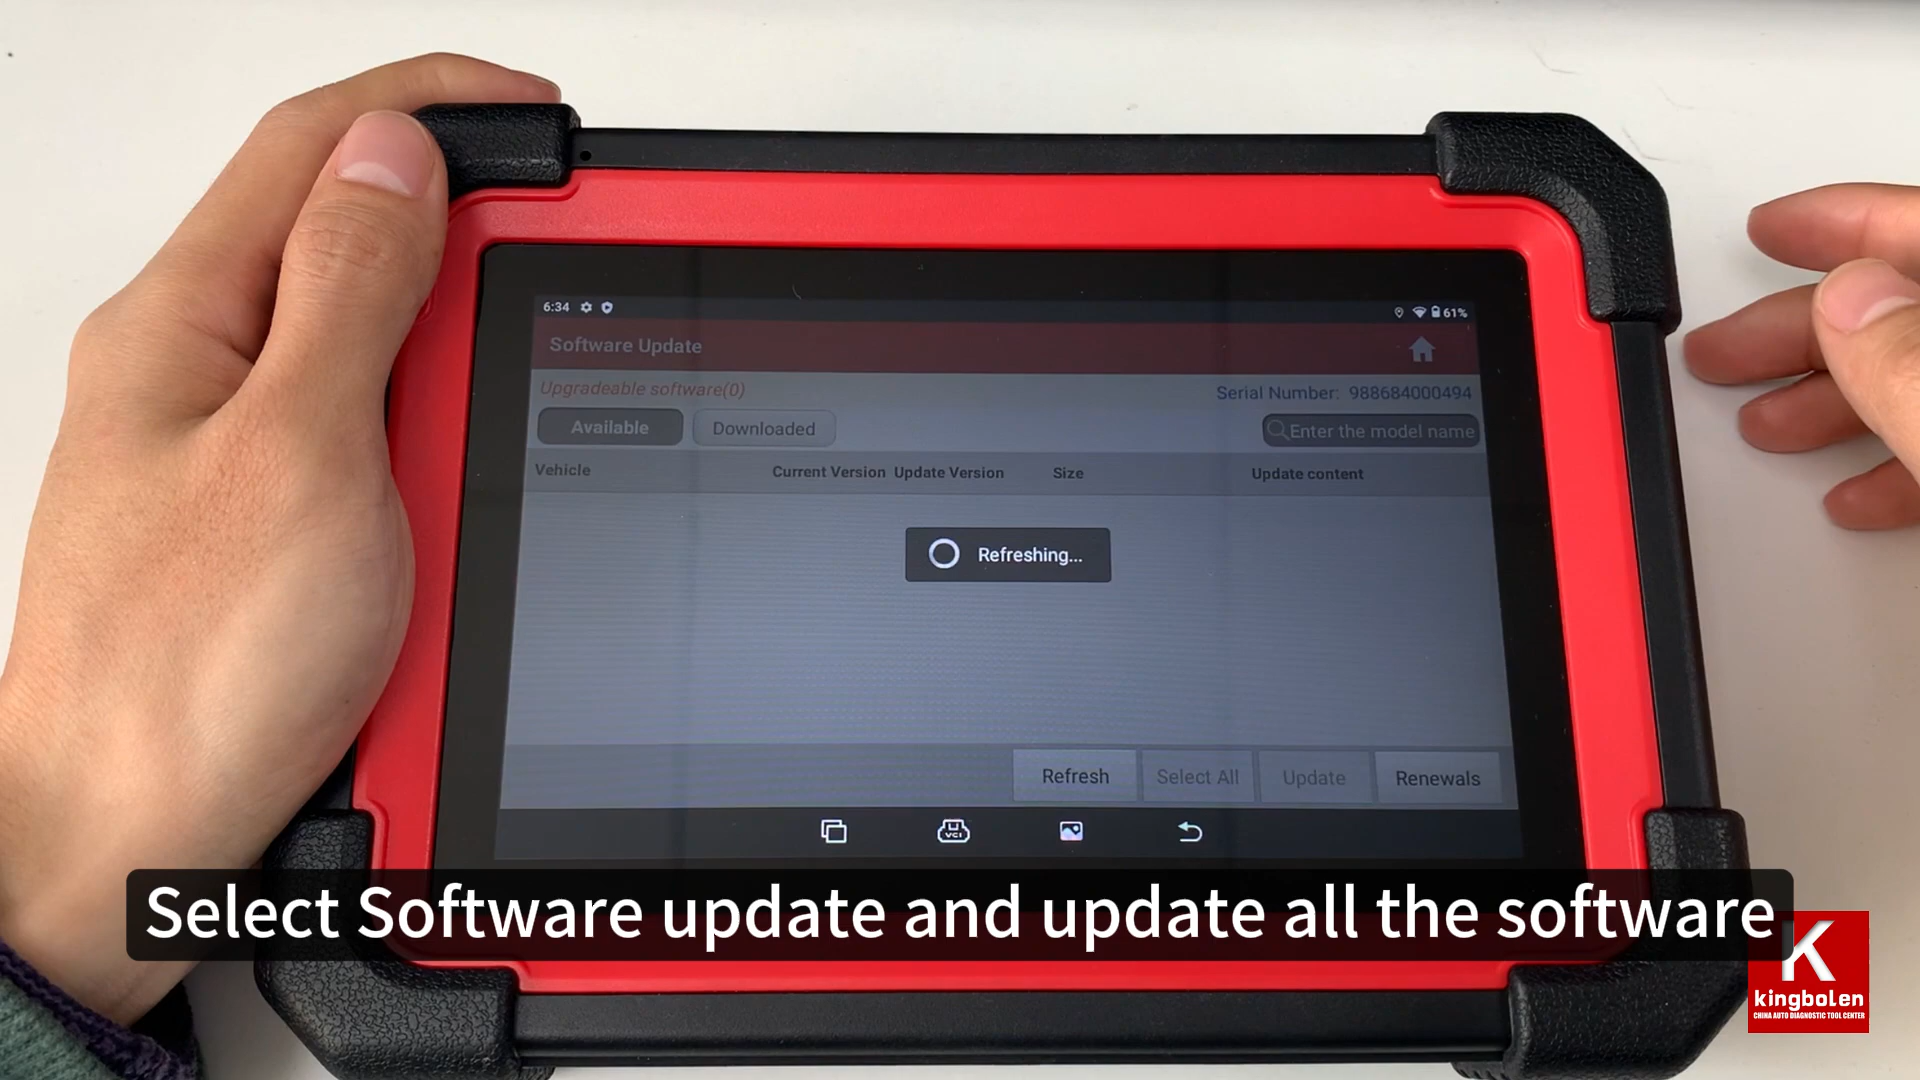 6:34
61%
Software Update
Upgradeable software(0)
Serial Number: 988684000494
Available
Downloaded
Enter the model name
Vehicle
Current Version
Update Version
Size
Update content
Refreshing...
Refresh
Select All
Update
Renewals
VCI
Select Software update and update all the software
K
kingbolen
CHINA AUTO DIAGNOSTIC TOOL CENTER